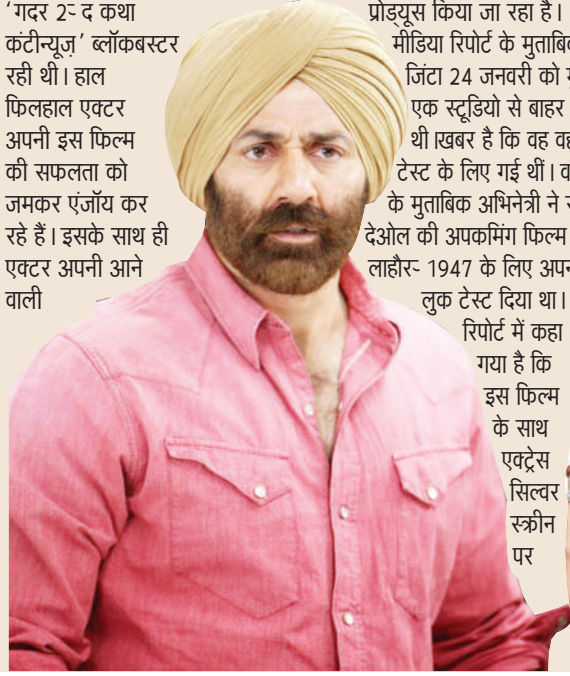 ‘गदर 2- द कथा
कंटीन्यूज़’ ब्लॉकबस्टर
रही थी। हाल
फिलहाल एक्टर
अपनी इस फिल्म
की सफलता को
जमकर एंजॉय कर
रहे हैं। इसके साथ ही
एक्टर अपनी आने
वाली
प्रोड्यूस किया जा रहा है।
मीडिया रिपोर्ट के
जिंटा 24 जनवरी को
एक स्टूडियो से बाहर
थी।खबर है कि वह
टेस्ट के लिए गई थीं।
के मुताबिक अभिनेत्री ने
देओल की अपकमिंग फिल्म
लाहौर- 1947 के लिए
लुक टेस्ट दिया था।
रिपोर्ट में कहा
गया है कि
इस फिल्म
के साथ
एक्ट्रेस
सिल्वर
स्क्रीन
पर